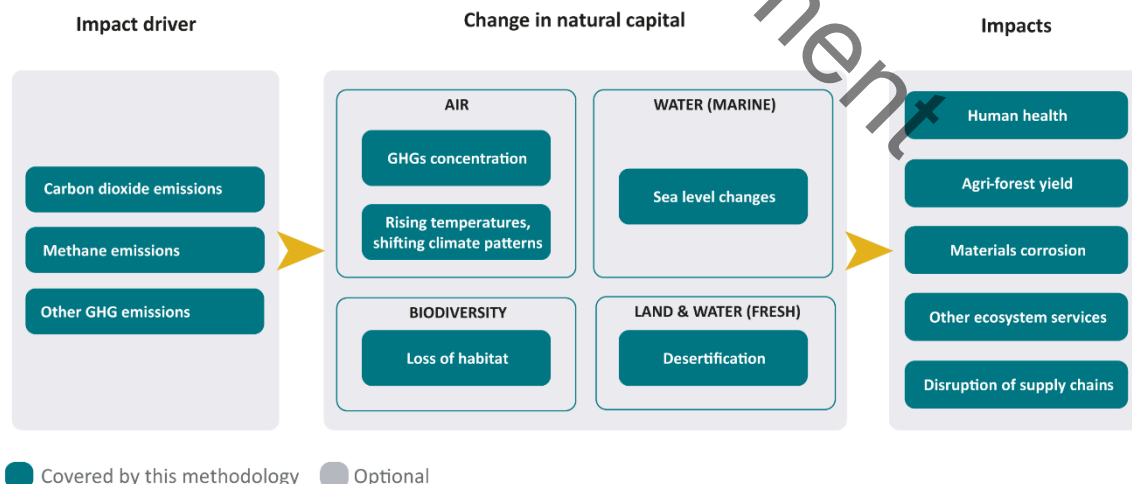 Impact driver
Change in natural capital
Impacts
Carbon dioxide emissions
Methane emissions
Other GHG emissions
AIR
GHGs concentration
Rising temperatures,
shifting climate patterns
WATER (MARINE)
Sea level changes
BIODIVERSITY
Loss of habitat
LAND & WATER (FRESH)
Desertification
Human health
Agri-forest yield
Materials corrosion
Other ecosystem services
Disruption of supply chains
Covered by this methodology
Optional